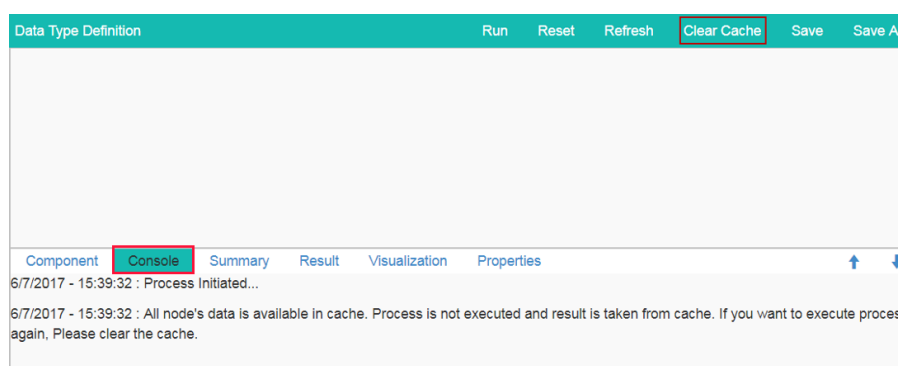 Data Type Definition Run Reset Refresh Clear Cache Save Save A
Component Console Summary Result Visualization Properties
6/7/2017 - 15:39:32 : Process Initiated...
6/7/2017 - 15:39:32 : All node's data is available in cache. Process is not executed and result is taken from cache. If you want to execute proces
again, Please clear the cache.